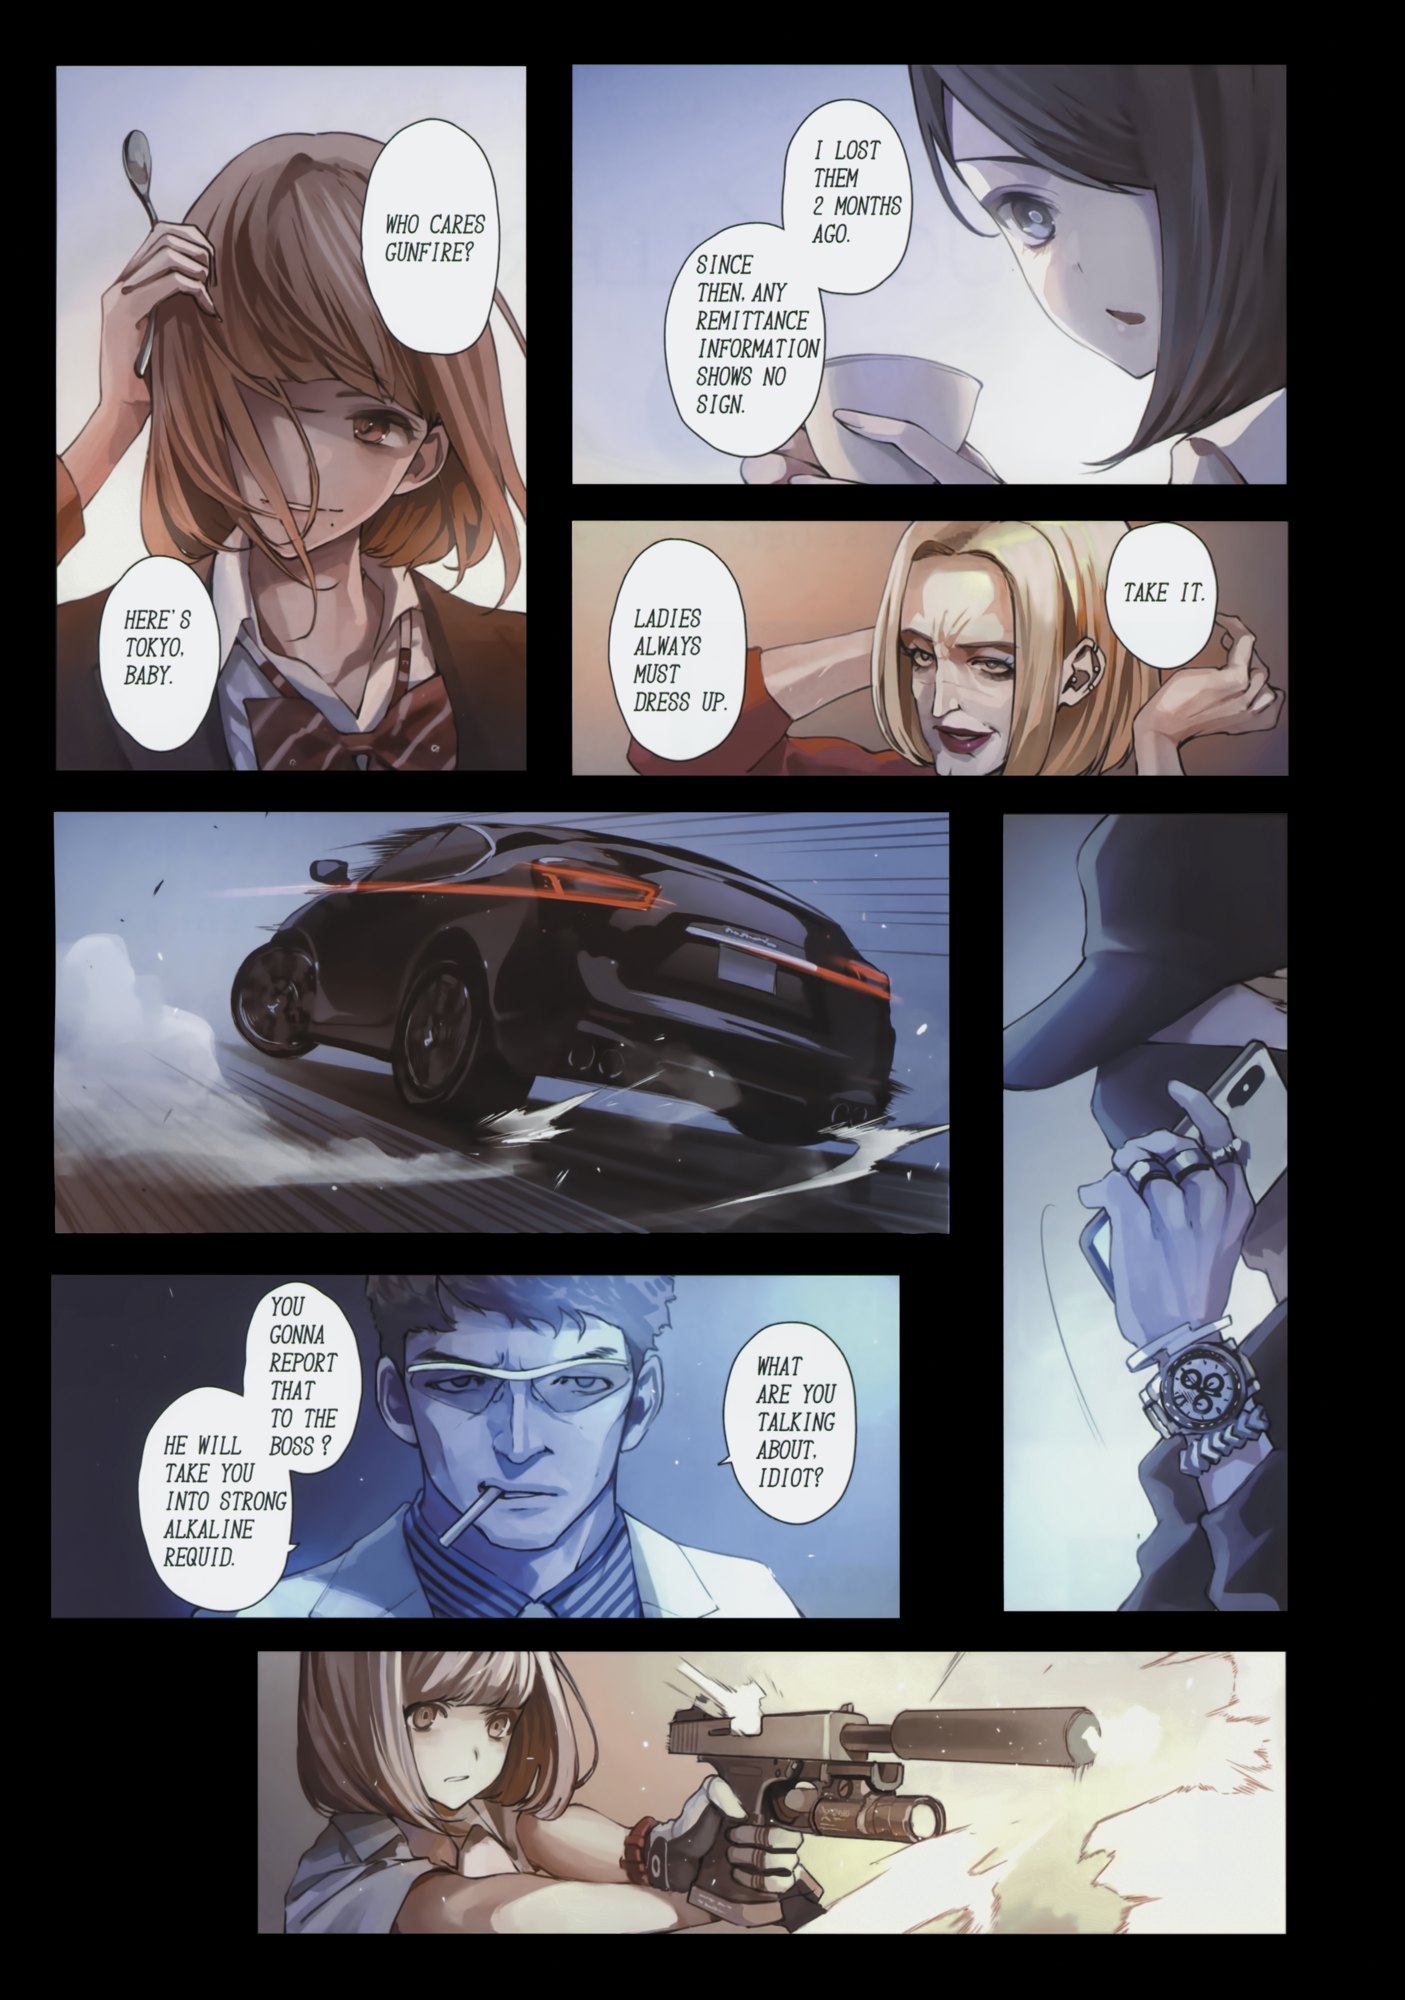 I LOST
THEM
2 MONTHS
AGO.
SINCE
THEN, ANY
REMITTANCE
INFORMATION
SHOWS NO
SIGN.
WHO CARES
GUNFIRE?
HERE'S
TOKYO,
BABY.
TAKE IT.
LADIES
ALWAYS
MUST
DRESS UP.
WHAT
ARE YOU
TALKING
ABOUT,
IDIOT?
YOU
GONNA
REPORT
THAT
TO THE
BOSS?
HE WILL
TAKE YOU
INTO STRONG
ALKALINE
REQUID.